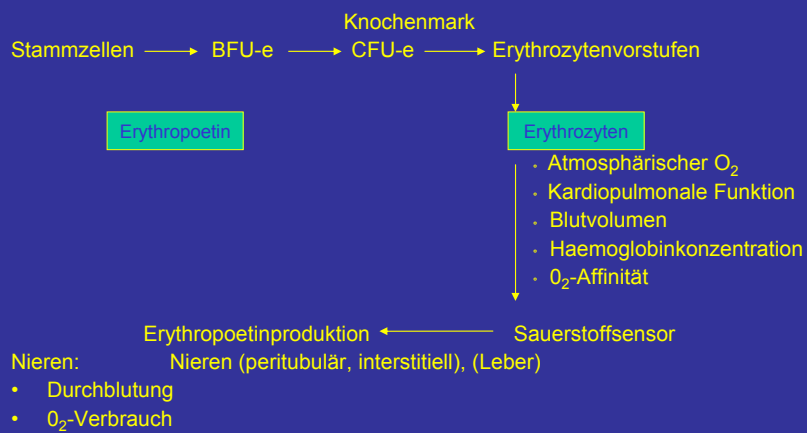 Knochenmark
Stammzellen BFU-e CFU-e Erythrozytenvorstufen
Erythropoetin Erythrozyten
• Atmosphärischer O₂
• Kardiopulmonale Funktion
• Blutvolumen
• Haemoglobinkonzentration
• 0₂-Affinität
Erythropoetinproduktion Sauerstoffsensor
Nieren: Nieren (peritubulär, interstitiell), (Leber)
• Durchblutung
• 0₂-Verbrauch